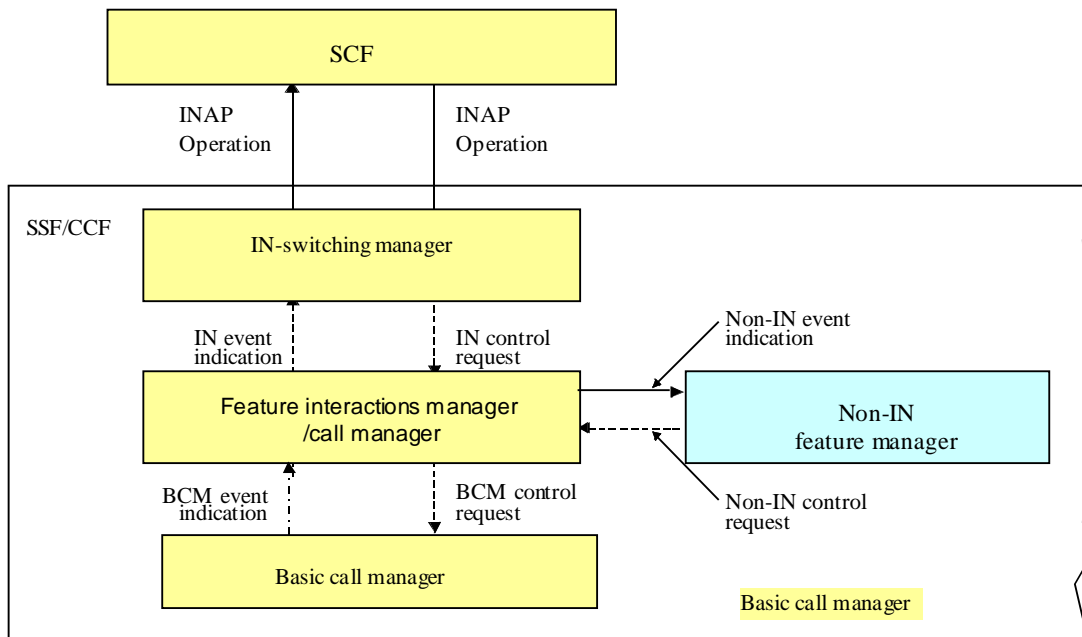 SCF
INAP
Operation
INAP
Operation
SSF/CCF
IN-switching manager
IN event
indication
IN control
request
Non-IN event
indication
Feature interactions manager
/call manager
Non-IN
feature manager
BCM event
indication
BCM control
request
Non-IN control
request
Basic call manager
Basic call manager